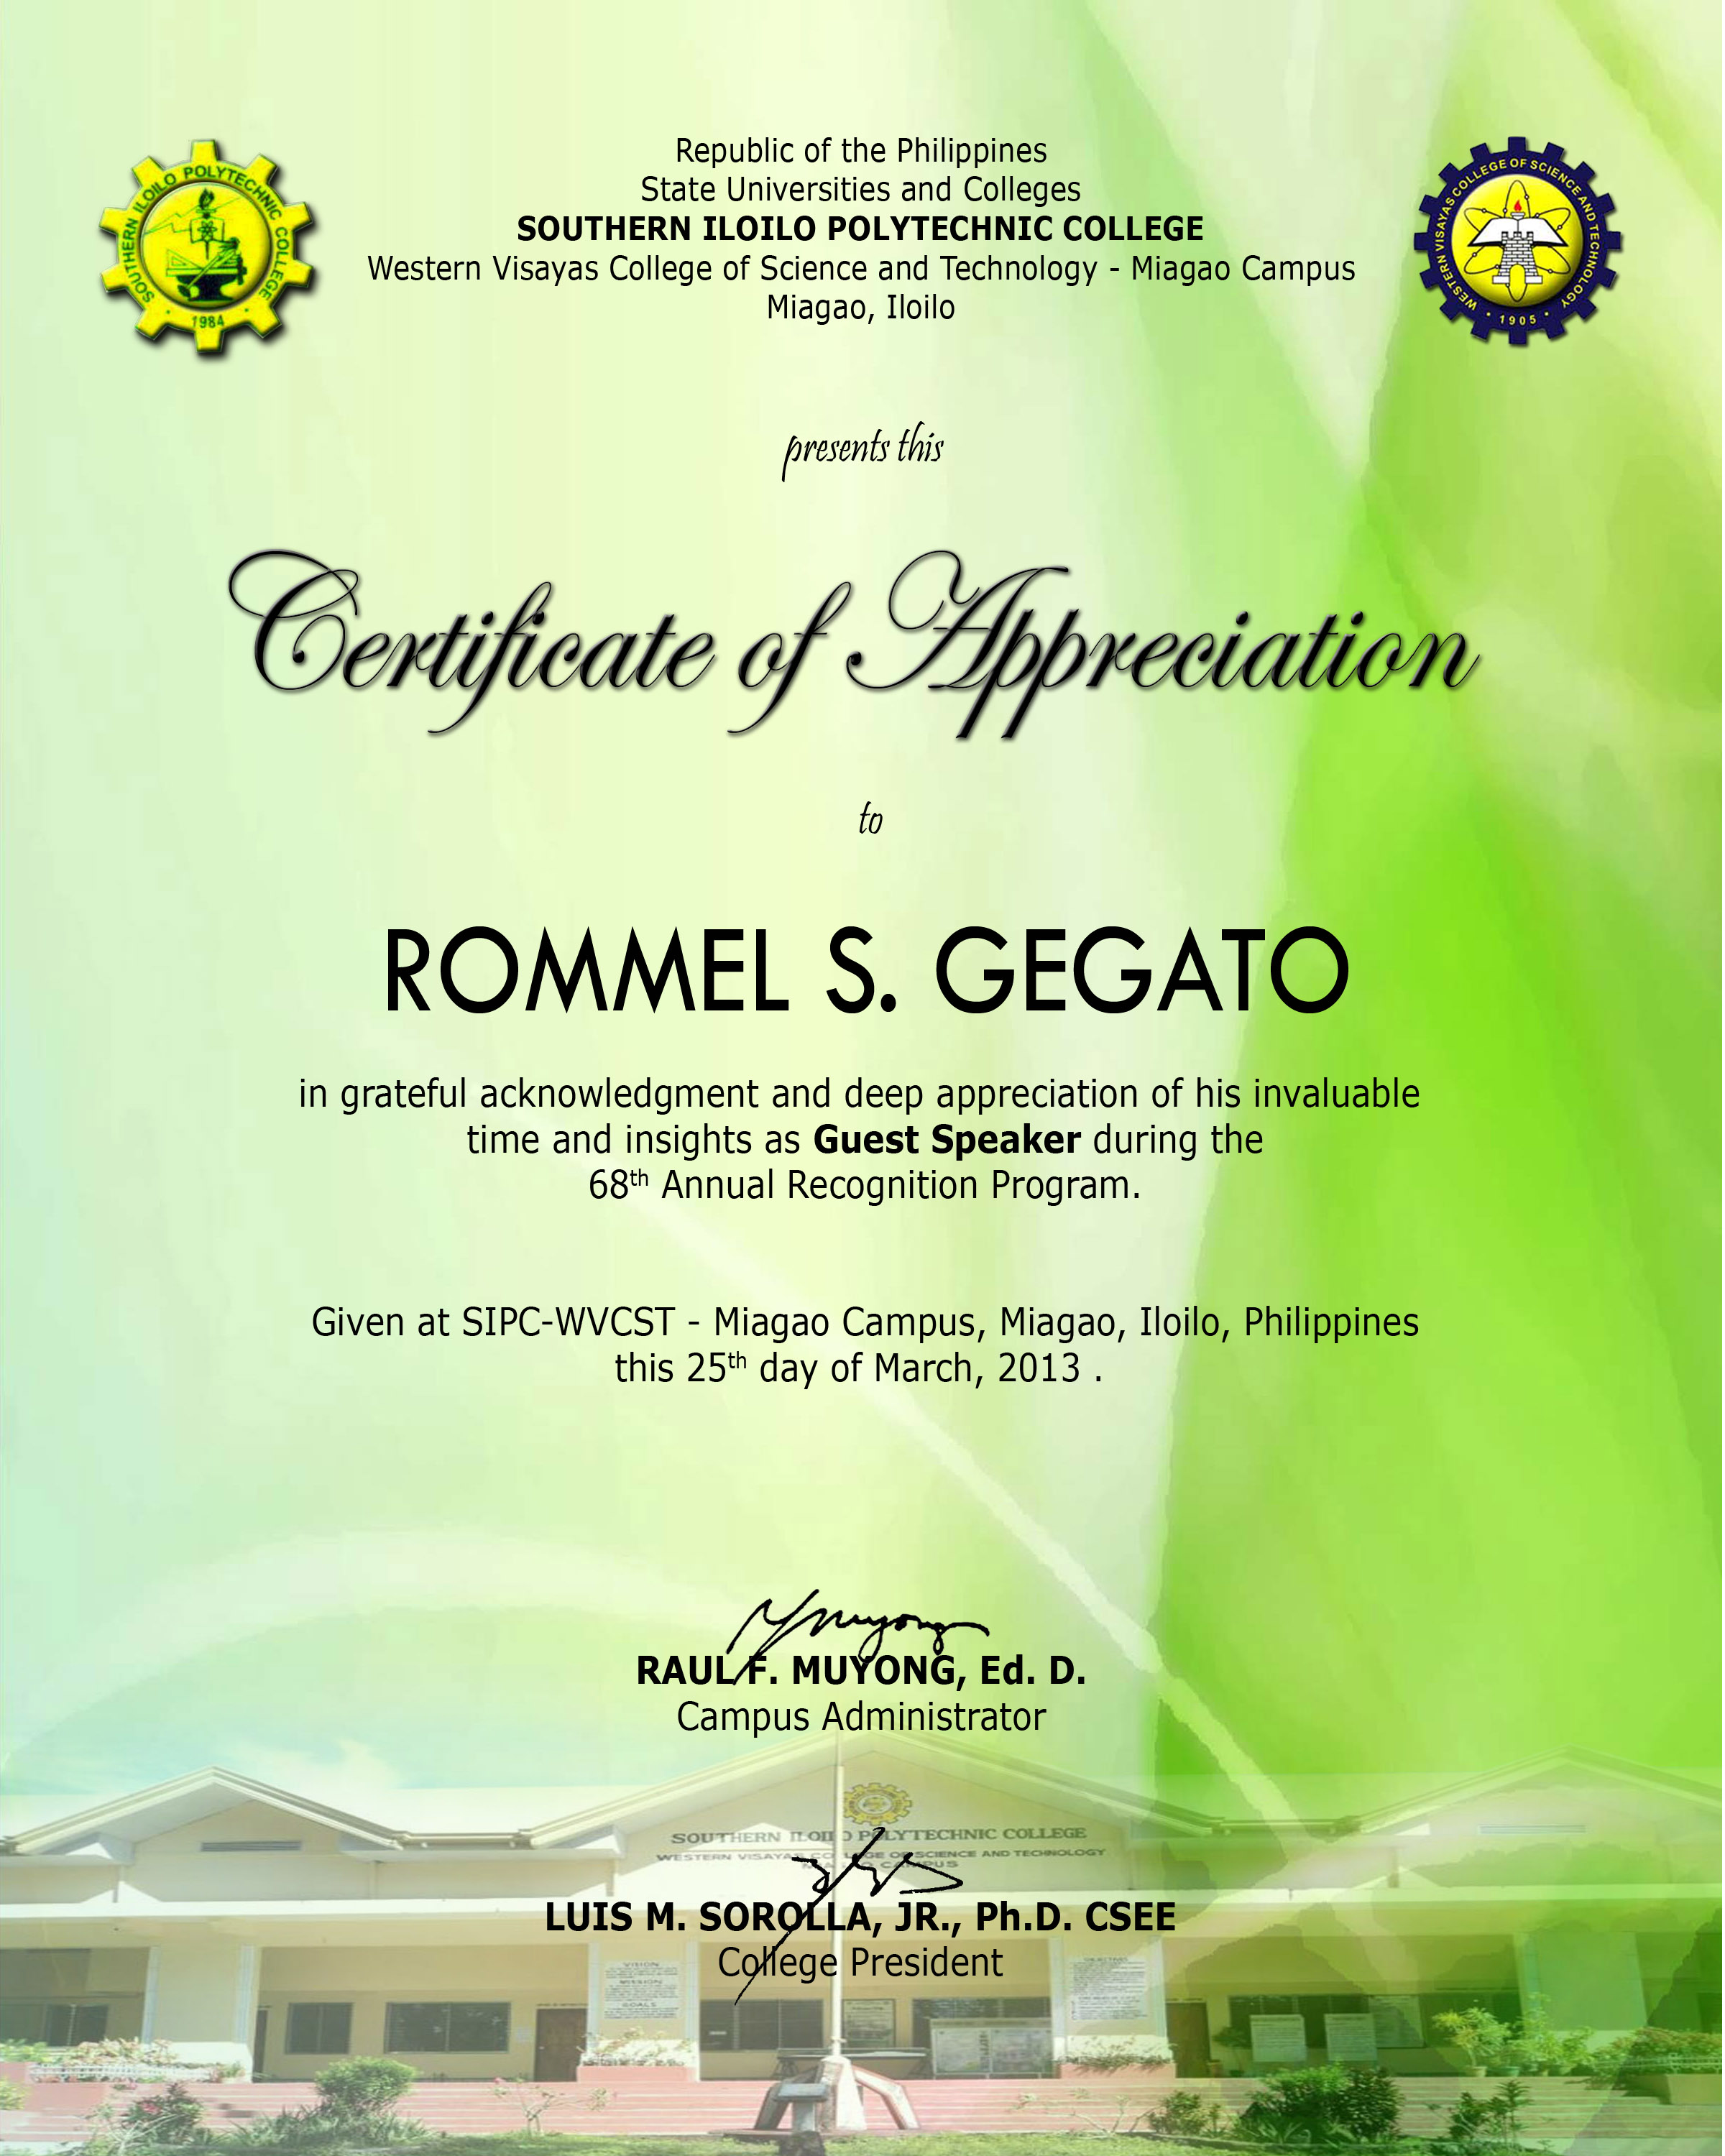 Republic of the Philippines
State Universities and Colleges
SOUTHERN ILOILO POLYTECHNIC COLLEGE
Western Visayas College of Science and Technology - Miagao Campus
Miagao, Iloilo
SOUTHERN ILOILO POLYTECHNIC COLLEGE
1984
WESTERN VISAYAS COLLEGE OF SCIENCE AND TECHNOLOGY
1905
presents this
Certificate of Appreciation
to
ROMMEL S. GEGATO
in grateful acknowledgment and deep appreciation of his invaluable
time and insights as Guest Speaker during the
68th Annual Recognition Program.
Given at SIPC-WVCST - Miagao Campus, Miagao, Iloilo, Philippines
this 25th day of March, 2013 .
RAUL F. MUYONG, Ed. D.
Campus Administrator
SOUTHERN ILOILO POLYTECHNIC COLLEGE
WESTERN VISAYAS COLLEGE OF SCIENCE AND TECHNOLOGY
MIAGAO CAMPUS
LUIS M. SOROLLA, JR., Ph.D. CSEE
College President
VISION
MISSION
GOALS